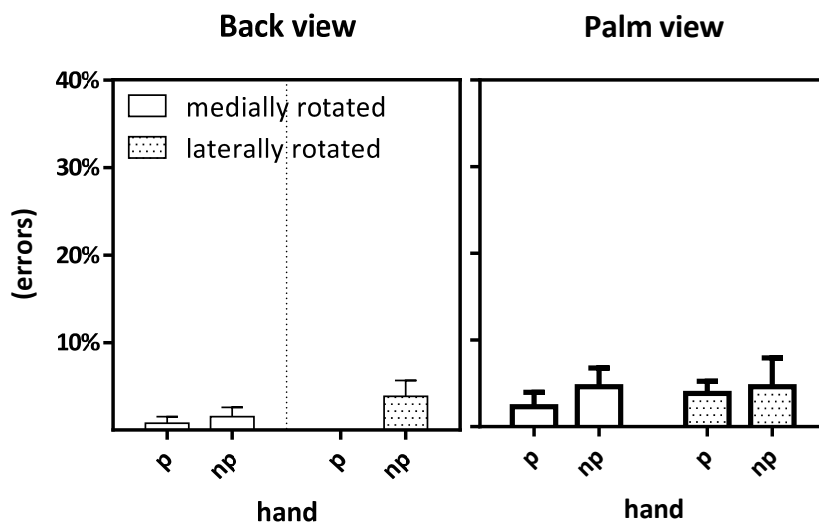 Back view
Palm view
40%
30%
20%
10%
(errors)
medially rotated
laterally rotated
p
np
p
np
hand
p
np
p
np
hand